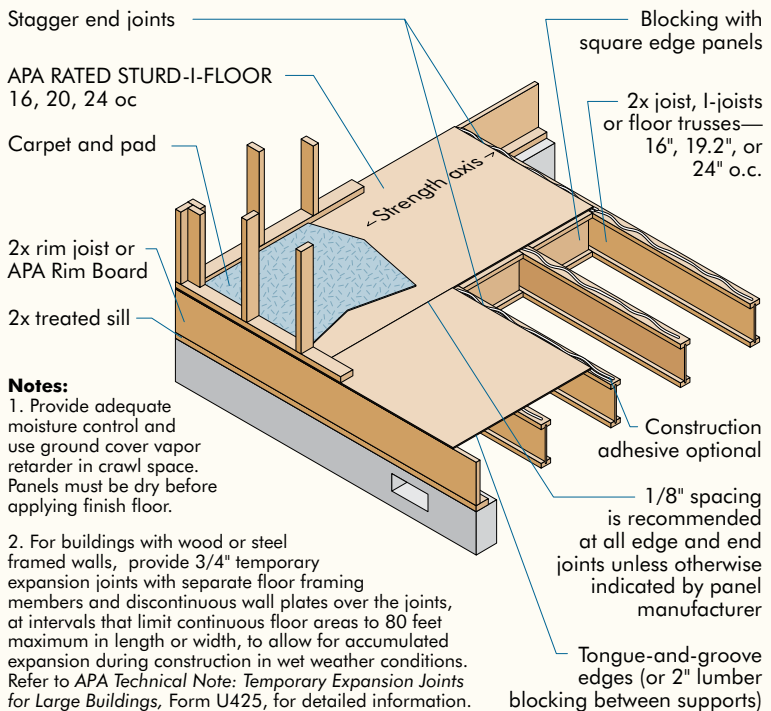 Stagger end joints
APA RATED STURD-I-FLOOR
16, 20, 24 oc
Carpet and pad
2x rim joist or
APA Rim Board
2x treated sill
Strength axis
Blocking with
square edge panels
2x joist, I-joists
or floor trusses—
16", 19.2", or
24" o.c.
Construction
adhesive optional
1/8" spacing
is recommended
at all edge and end
joints unless otherwise
indicated by panel
manufacturer
Tongue-and-groove
edges (or 2" lumber
blocking between supports)
Notes:
1. Provide adequate
moisture control and
use ground cover vapor
retarder in crawl space.
Panels must be dry before
applying finish floor.
2. For buildings with wood or steel
framed walls, provide 3/4" temporary
expansion joints with separate floor framing
members and discontinuous wall plates over the joints,
at intervals that limit continuous floor areas to 80 feet
maximum in length or width, to allow for accumulated
expansion during construction in wet weather conditions.
Refer to APA Technical Note: Temporary Expansion Joints
for Large Buildings, Form U425, for detailed information.